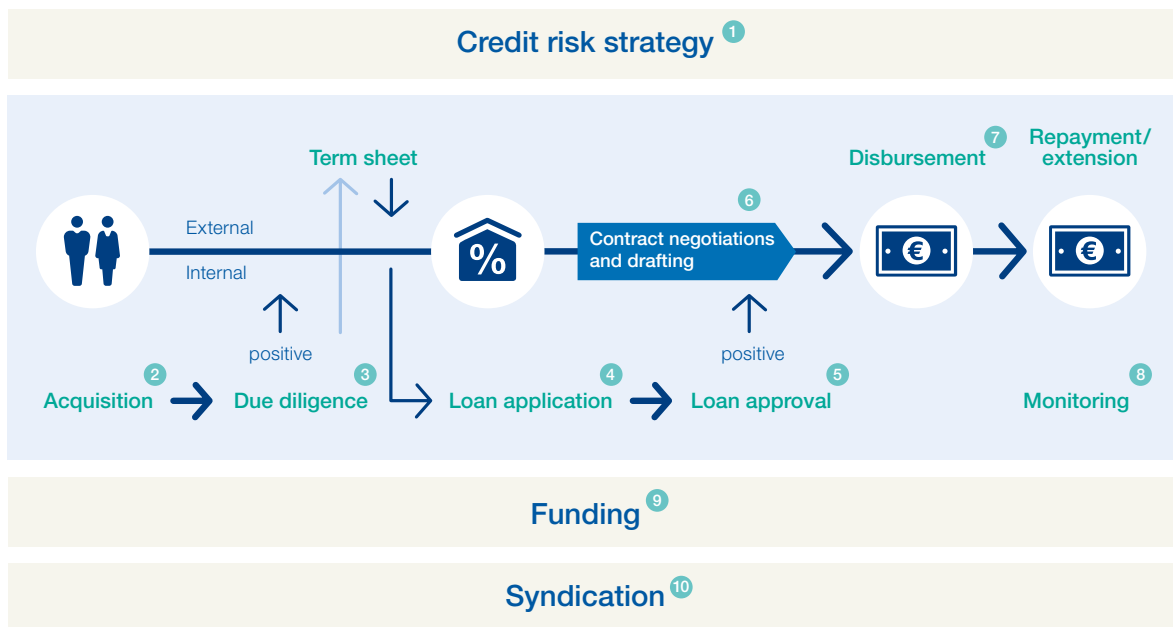 Credit risk strategy 1
Term sheet
Disbursement 7
Repayment/
extension
External
Internal
%
6
Contract negotiations
and drafting
€
€
positive
positive
Acquisition 2
Due diligence 3
Loan application 4
Loan approval 5
Monitoring 8
Funding 9
Syndication 10